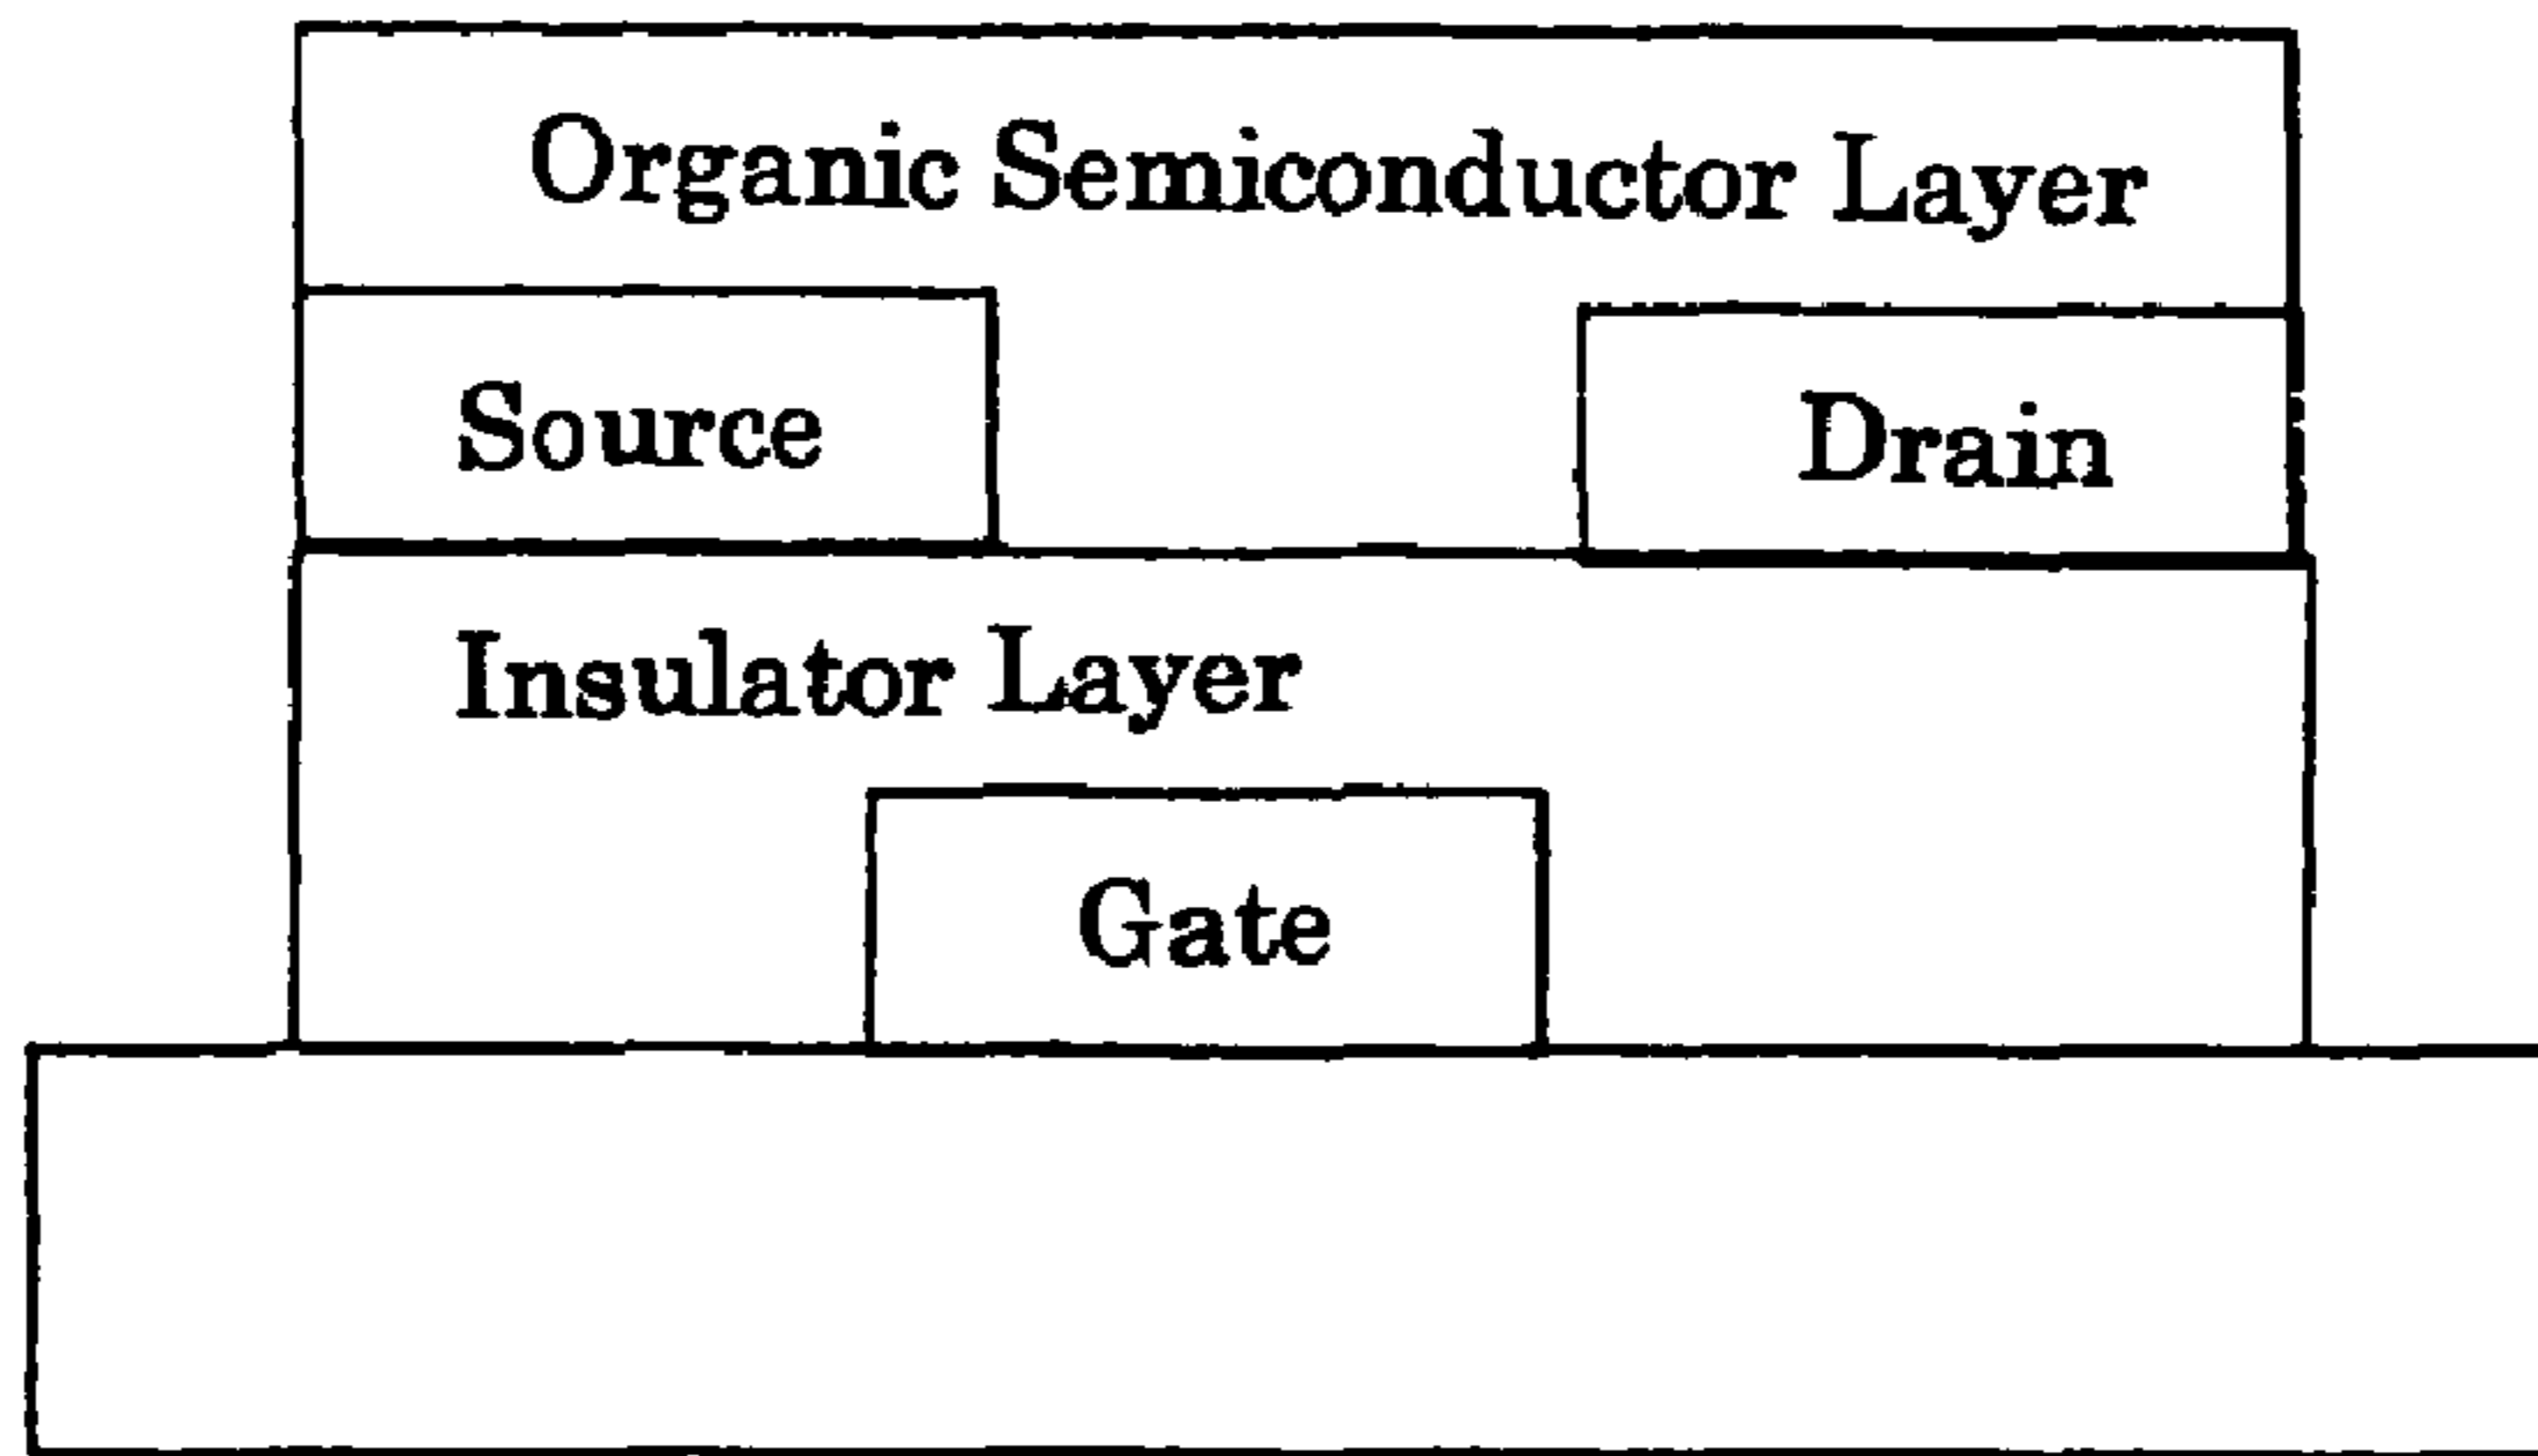 Organic Semiconductor Layer
Source
Drain
Insulator Layer
Gate